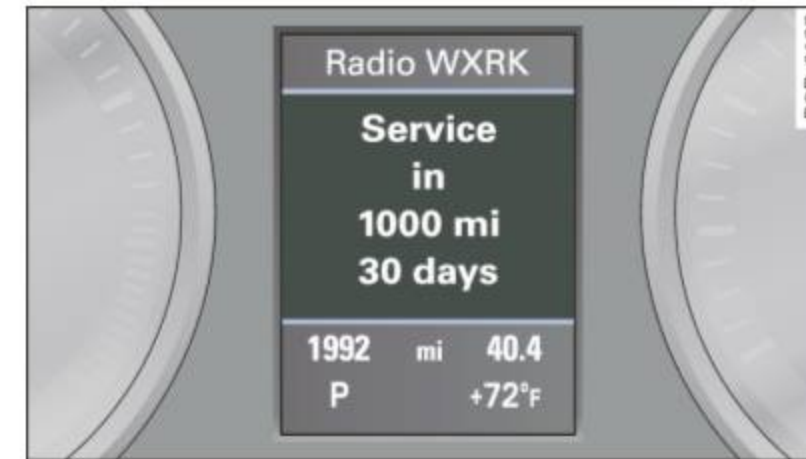 Radio WXRK
Service
in
1000 mi
30 days
1992 mi 40.4
P +72°F